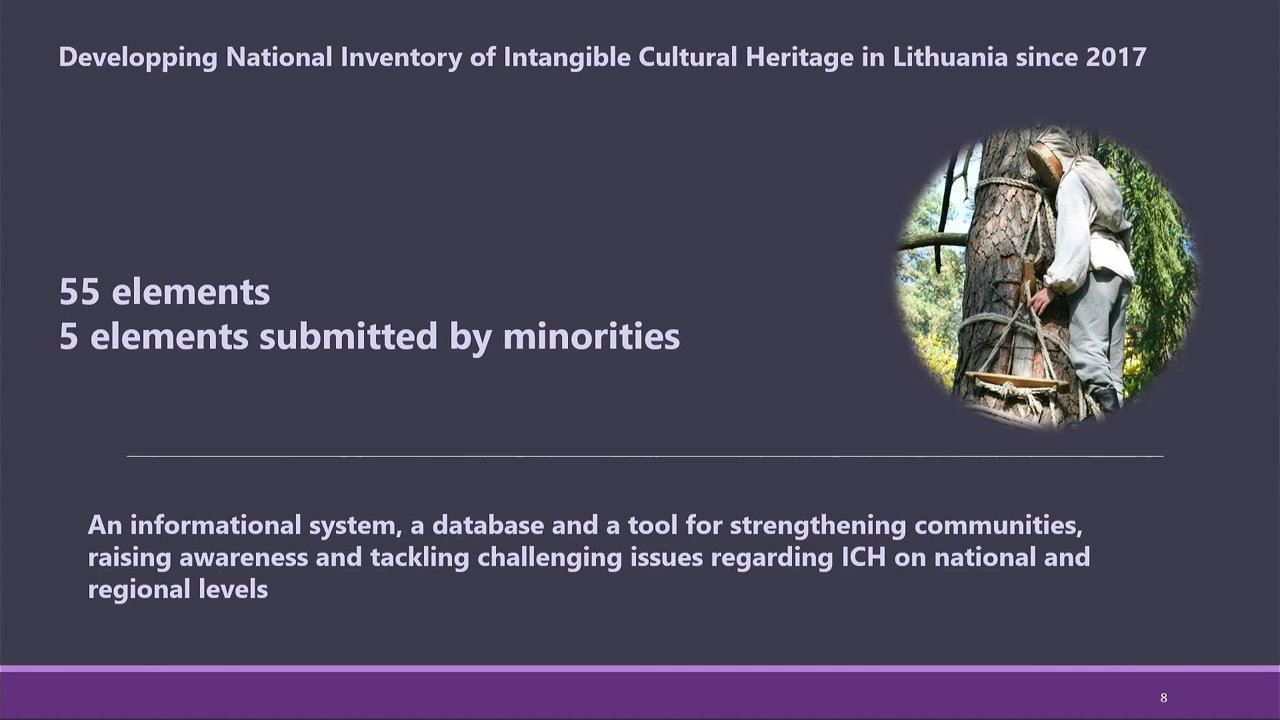 Developping National Inventory of Intangible Cultural Heritage in Lithuania since 2017
55 elements
5 elements submitted by minorities
An informational system, a database and a tool for strengthening communities,
raising awareness and tackling challenging issues regarding ICH on national and
regional levels
8